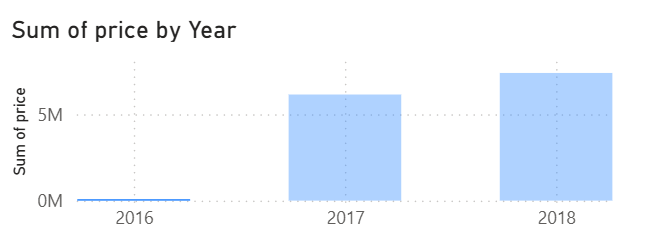 Sum of price by Year
Sum of price
5M
0M
2016
2017
2018